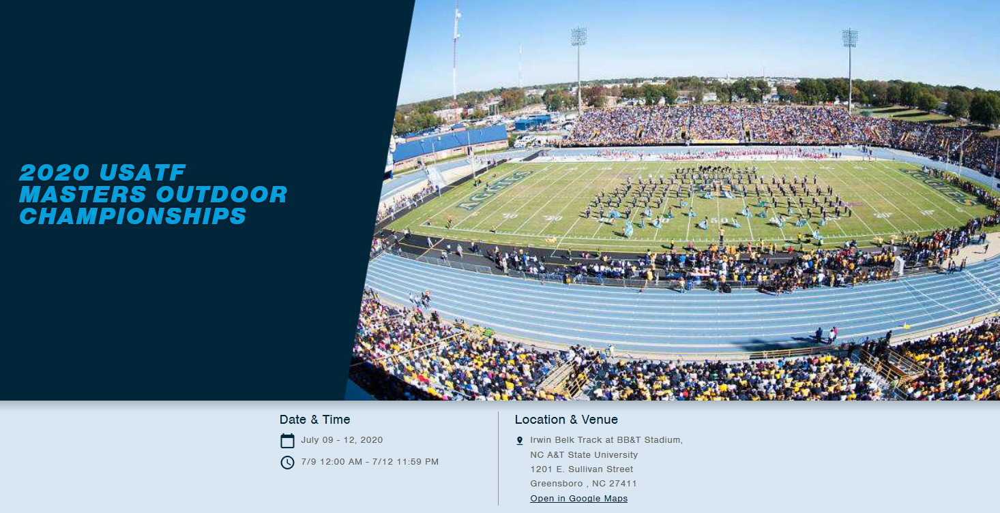 2020 USATF
MASTERS OUTDOOR
CHAMPIONSHIPS
AGGIES
50
Date & Time
July 09 - 12, 2020
7/9 12:00 AM - 7/12 11:59 PM
Location & Venue
Irwin Belk Track at BB&T Stadium,
NC A&T State University
1201 E. Sullivan Street
Greensboro , NC 27411
Open in Google Maps